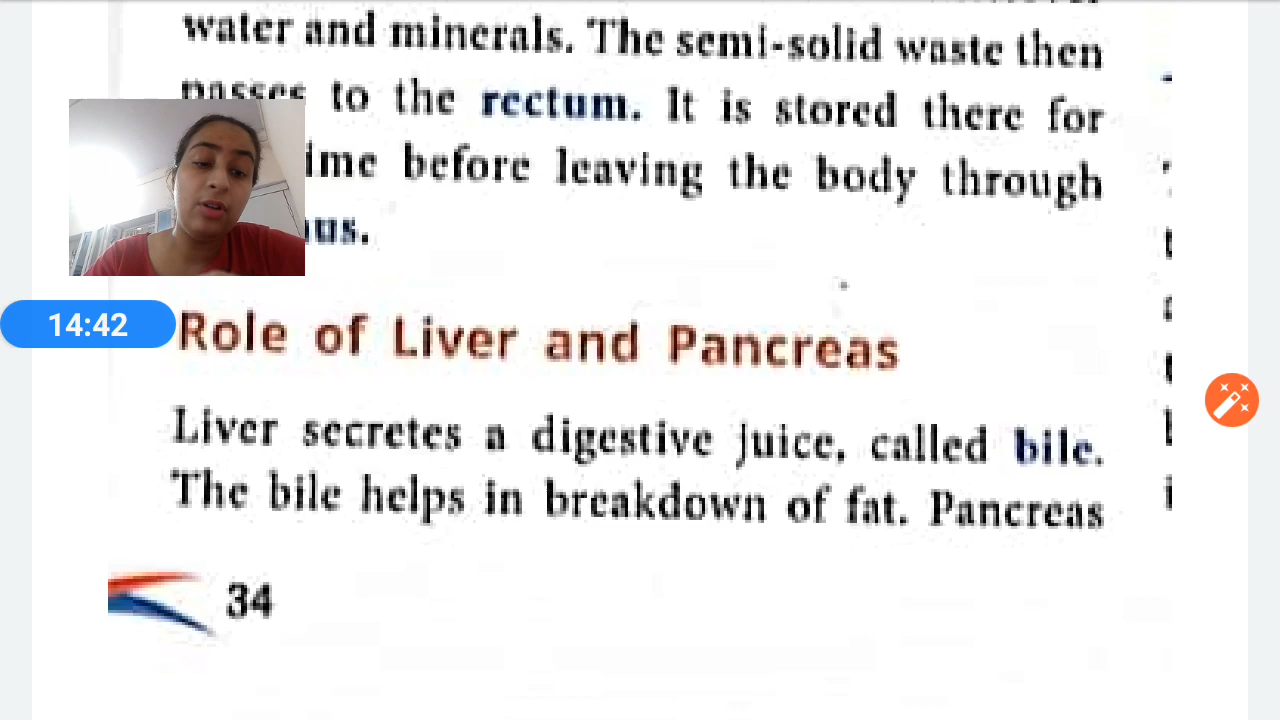 water and minerals. The semi-solid waste then
passes to the rectum. It is stored there for
ime before leaving the body through
us.
14:42
Role of Liver and Pancreas
Liver secretes a digestive juice, called bile.
The bile helps in breakdown of fat. Pancreas
34